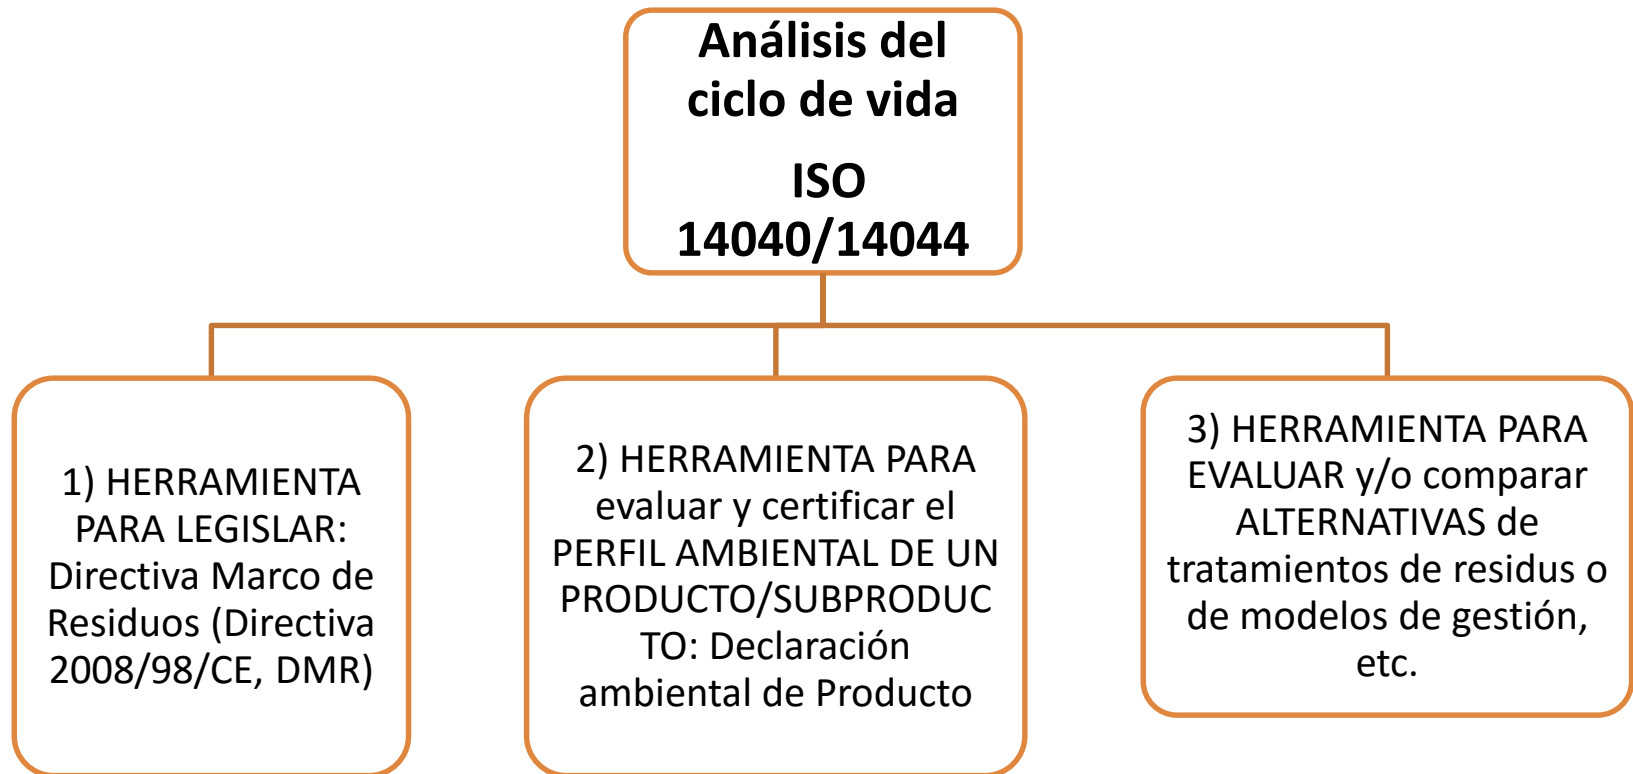 Análisis del
ciclo de vida
ISO
14040/14044
1) HERRAMIENTA
PARA LEGISLAR:
Directiva Marco de
Residuos (Directiva
2008/98/CE, DMR)
2) HERRAMIENTA PARA
evaluar y certificar el
PERFIL AMBIENTAL DE UN
PRODUCTO/SUBPRODUC
TO: Declaración
ambiental de Producto
3) HERRAMIENTA PARA
EVALUAR y/o comparar
ALTERNATIVAS de
tratamientos de residus o
de modelos de gestión,
etc.